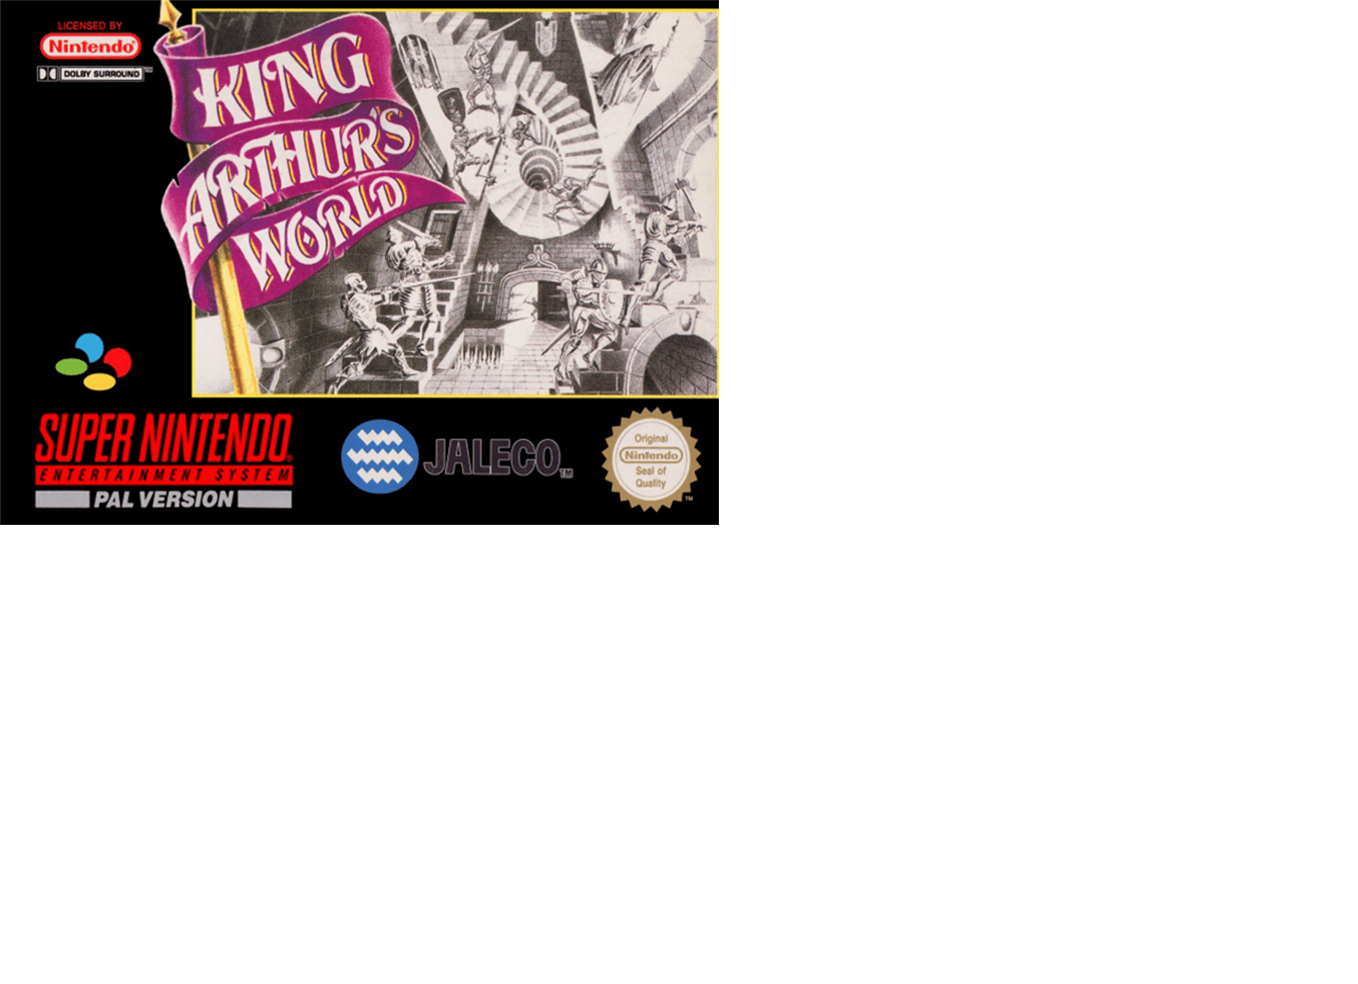 LICENSED BY
Nintendo®
DOLBY SURROUND
KING
ARTHUR'S
WORLD
SUPER NINTENDO®
ENTERTAINMENT SYSTEM
PAL VERSION
JALECO™
Original
Nintendo
Seal of
Quality
™